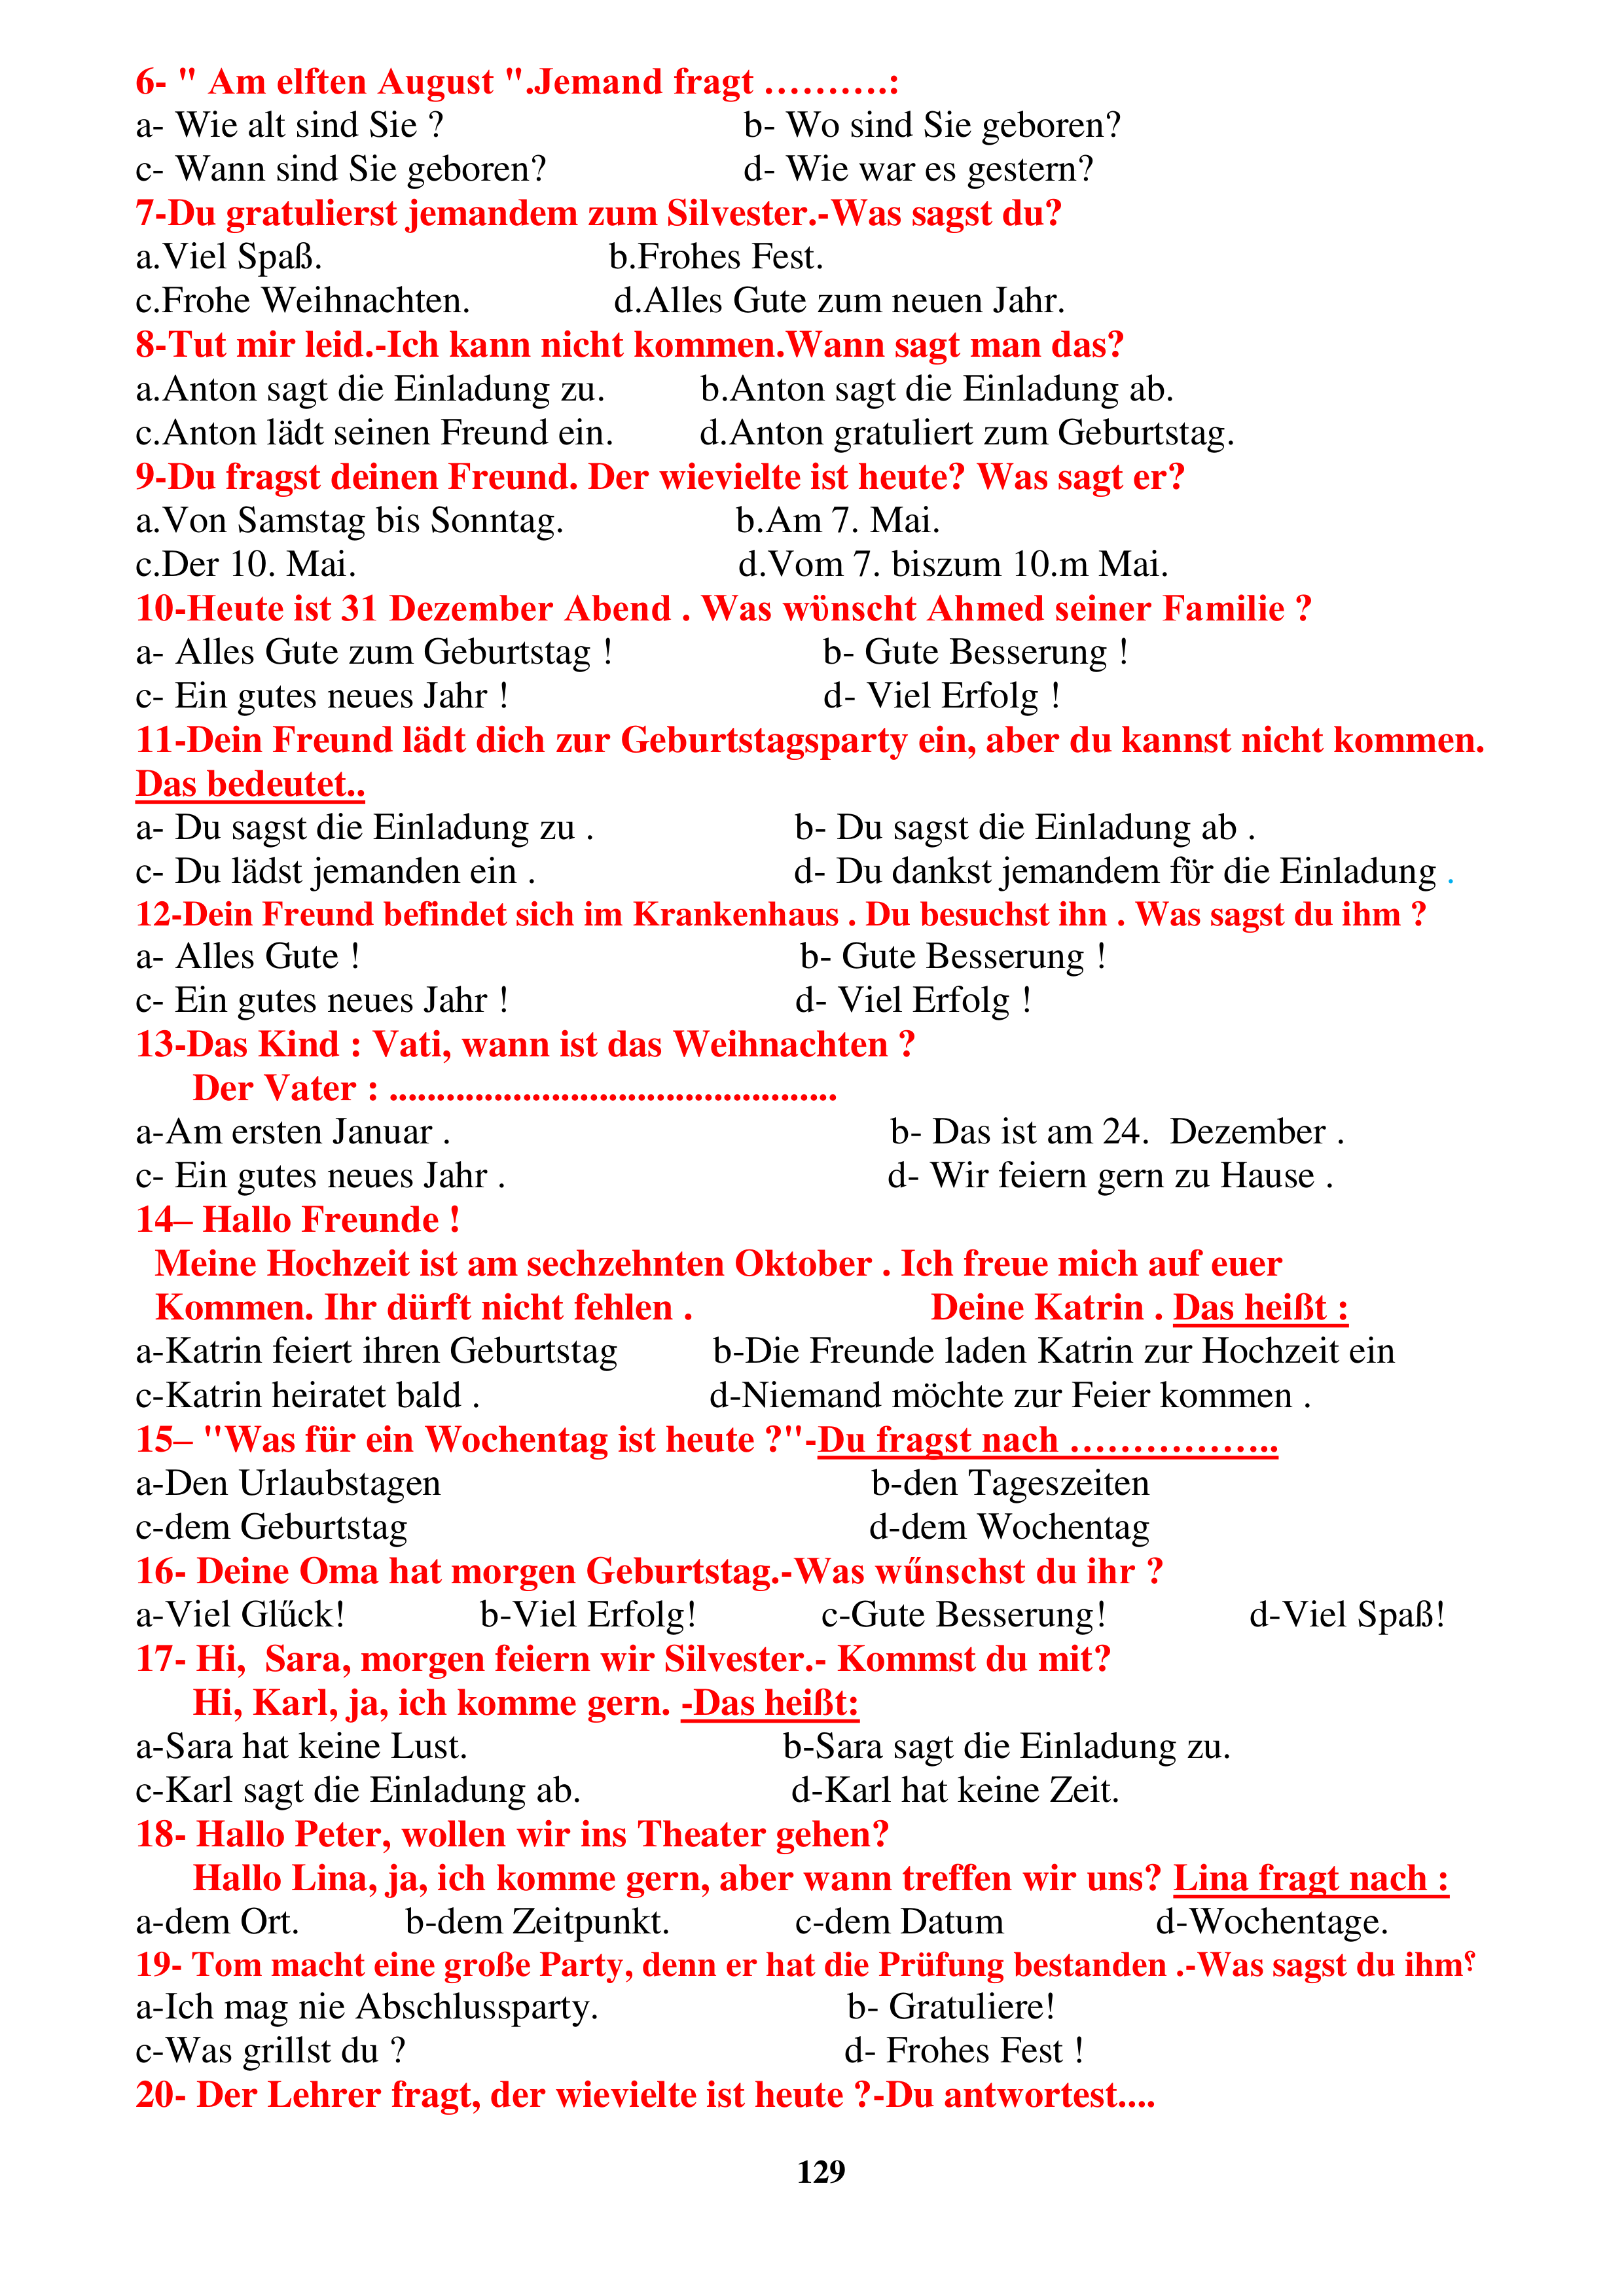 6- " Am elften August ".Jemand fragt ……….:
a- Wie alt sind Sie ? b- Wo sind Sie geboren?
c- Wann sind Sie geboren? d- Wie war es gestern?
7-Du gratulierst jemandem zum Silvester.-Was sagst du?
a.Viel Spaß. b.Frohes Fest.
c.Frohe Weihnachten. d.Alles Gute zum neuen Jahr.
8-Tut mir leid.-Ich kann nicht kommen.Wann sagt man das?
a.Anton sagt die Einladung zu. b.Anton sagt die Einladung ab.
c.Anton lädt seinen Freund ein. d.Anton gratuliert zum Geburtstag.
9-Du fragst deinen Freund. Der wievielte ist heute? Was sagt er?
a.Von Samstag bis Sonntag. b.Am 7. Mai.
c.Der 10. Mai. d.Vom 7. biszum 10.m Mai.
10-Heute ist 31 Dezember Abend . Was wϋnscht Ahmed seiner Familie ?
a- Alles Gute zum Geburtstag ! b- Gute Besserung !
c- Ein gutes neues Jahr ! d- Viel Erfolg !
11-Dein Freund lädt dich zur Geburtstagsparty ein, aber du kannst nicht kommen.
Das bedeutet..
a- Du sagst die Einladung zu . b- Du sagst die Einladung ab .
c- Du lädst jemanden ein . d- Du dankst jemandem fϋr die Einladung .
12-Dein Freund befindet sich im Krankenhaus . Du besuchst ihn . Was sagst du ihm ?
a- Alles Gute ! b- Gute Besserung !
c- Ein gutes neues Jahr ! d- Viel Erfolg !
13-Das Kind : Vati, wann ist das Weihnachten ?
Der Vater : ...............................................
a-Am ersten Januar . b- Das ist am 24. Dezember .
c- Ein gutes neues Jahr . d- Wir feiern gern zu Hause .
14– Hallo Freunde !
Meine Hochzeit ist am sechzehnten Oktober . Ich freue mich auf euer
Kommen. Ihr dürft nicht fehlen . Deine Katrin . Das heißt :
a-Katrin feiert ihren Geburtstag b-Die Freunde laden Katrin zur Hochzeit ein
c-Katrin heiratet bald . d-Niemand möchte zur Feier kommen .
15– "Was für ein Wochentag ist heute ?"-Du fragst nach ……………..
a-Den Urlaubstagen b-den Tageszeiten
c-dem Geburtstag d-dem Wochentag
16- Deine Oma hat morgen Geburtstag.-Was wűnschst du ihr ?
a-Viel Glűck! b-Viel Erfolg! c-Gute Besserung! d-Viel Spaß!
17- Hi, Sara, morgen feiern wir Silvester.- Kommst du mit?
Hi, Karl, ja, ich komme gern. -Das heißt:
a-Sara hat keine Lust. b-Sara sagt die Einladung zu.
c-Karl sagt die Einladung ab. d-Karl hat keine Zeit.
18- Hallo Peter, wollen wir ins Theater gehen?
Hallo Lina, ja, ich komme gern, aber wann treffen wir uns? Lina fragt nach :
a-dem Ort. b-dem Zeitpunkt. c-dem Datum d-Wochentage.
19- Tom macht eine große Party, denn er hat die Prüfung bestanden .-Was sagst du ihm؟
a-Ich mag nie Abschlussparty. b- Gratuliere!
c-Was grillst du ? d- Frohes Fest !
20- Der Lehrer fragt, der wievielte ist heute ?-Du antwortest....
129